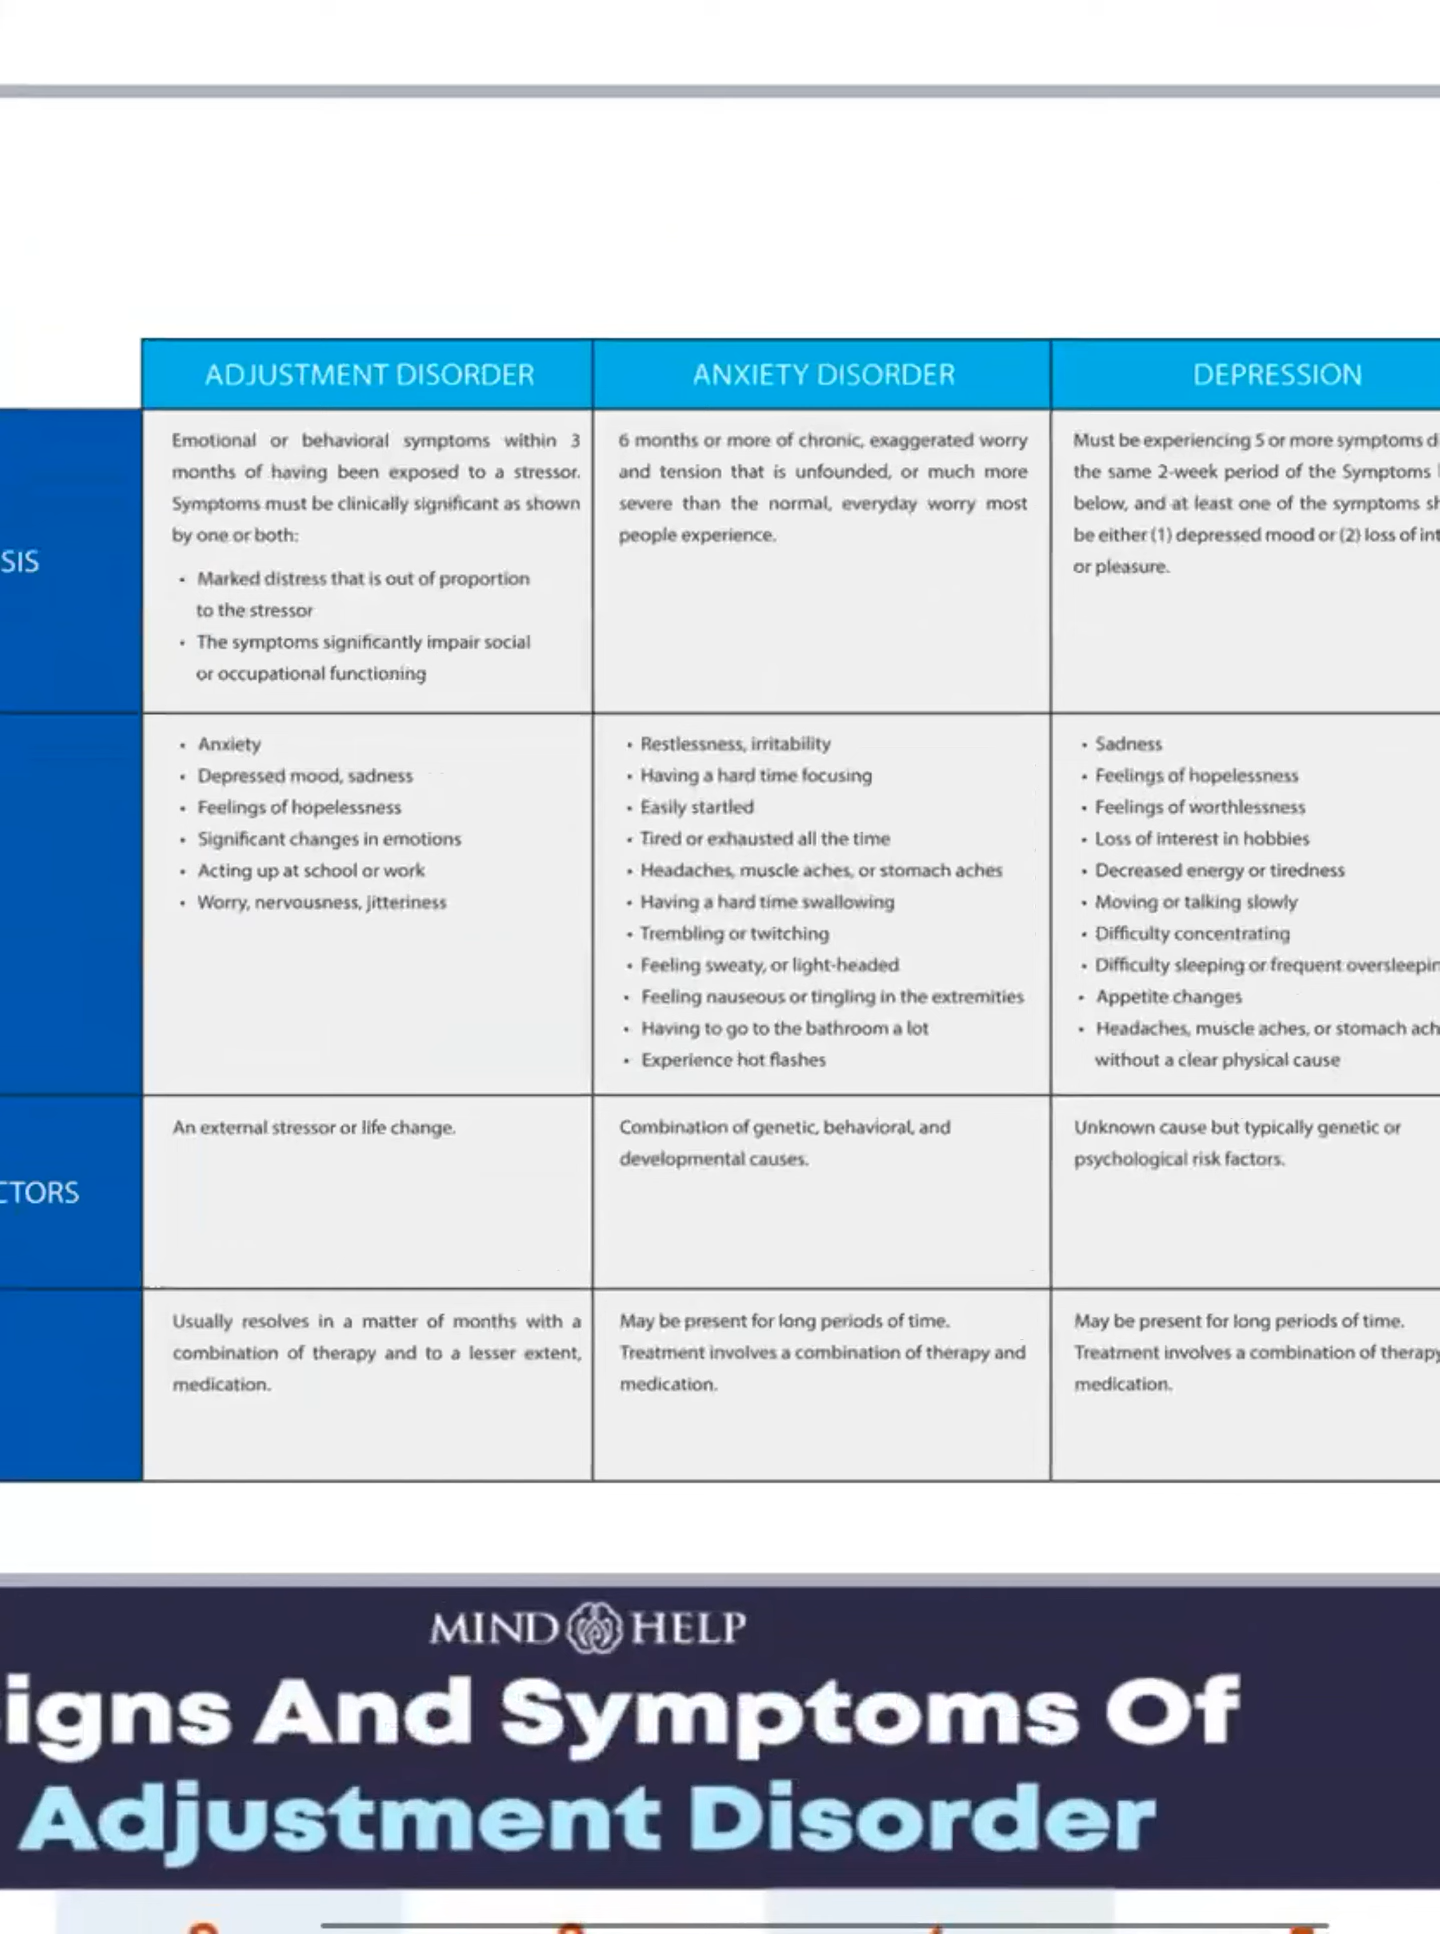 ADJUSTMENT DISORDER
ANXIETY DISORDER
DEPRESSION
SIS
Emotional or behavioral symptoms within 3
months of having been exposed to a stressor.
Symptoms must be clinically significant as shown
by one or both:
• Marked distress that is out of proportion
to the stressor
• The symptoms significantly impair social
or occupational functioning
6 months or more of chronic, exaggerated worry
and tension that is unfounded, or much more
severe than the normal, everyday worry most
people experience.
Must be experiencing 5 or more symptoms d
the same 2-week period of the Symptoms
below, and at least one of the symptoms sh
be either (1) depressed mood or (2) loss of int
or pleasure.
• Anxiety
• Depressed mood, sadness
• Feelings of hopelessness
• Significant changes in emotions
• Acting up at school or work
• Worry, nervousness, jitteriness
• Restlessness, irritability
• Having a hard time focusing
• Easily startled
• Tired or exhausted all the time
• Headaches, muscle aches, or stomach aches
• Having a hard time swallowing
• Trembling or twitching
• Feeling sweaty, or light-headed
• Feeling nauseous or tingling in the extremities
• Having to go to the bathroom a lot
• Experience hot flashes
• Sadness
• Feelings of hopelessness
• Feelings of worthlessness
• Loss of interest in hobbies
• Decreased energy or tiredness
• Moving or talking slowly
• Difficulty concentrating
• Difficulty sleeping or frequent oversleepin
• Appetite changes
• Headaches, muscle aches, or stomach ach
without a clear physical cause
CTORS
An external stressor or life change.
Combination of genetic, behavioral, and
developmental causes.
Unknown cause but typically genetic or
psychological risk factors.
Usually resolves in a matter of months with a
combination of therapy and to a lesser extent,
medication.
May be present for long periods of time.
Treatment involves a combination of therapy and
medication.
May be present for long periods of time.
Treatment involves a combination of therapy
medication.
MIND HELP
igns And Symptoms Of
Adjustment Disorder